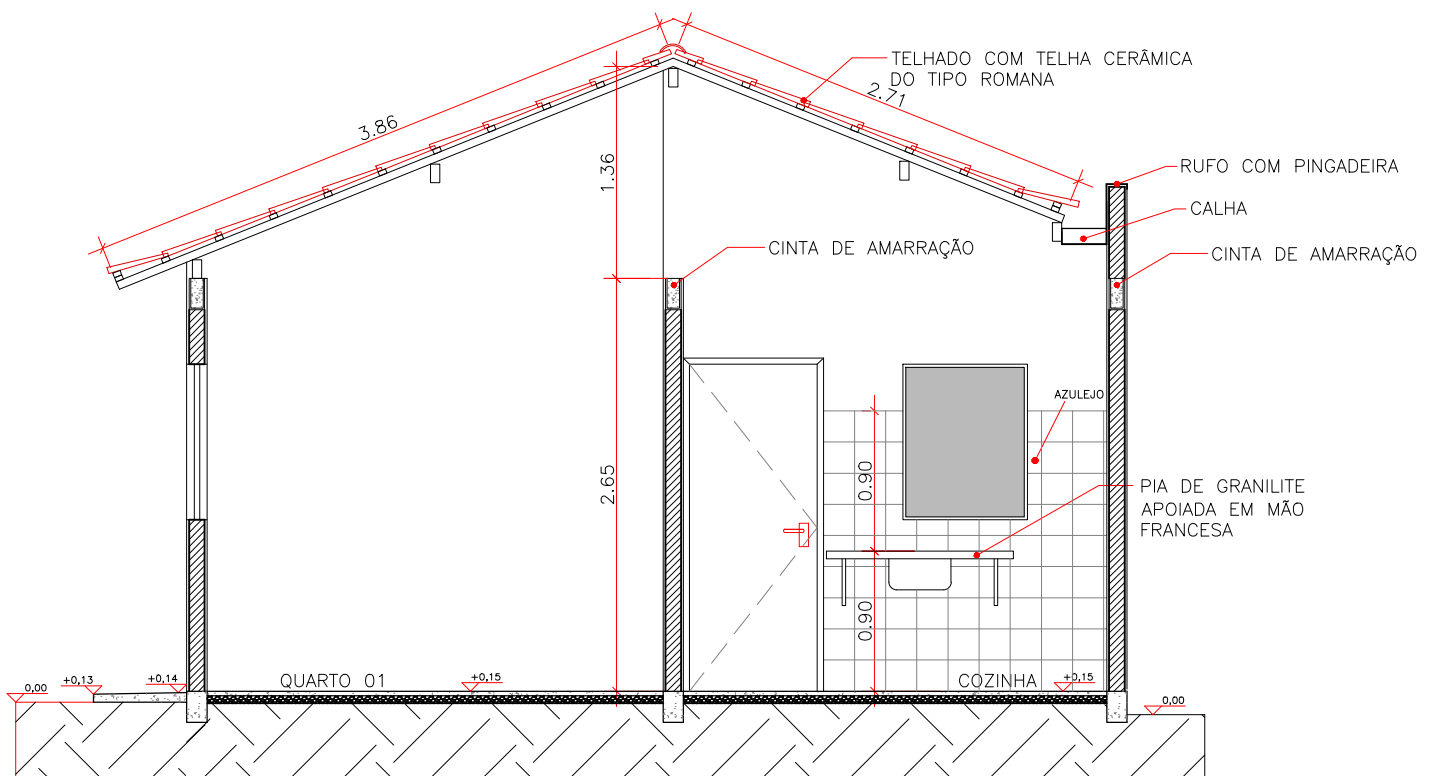 TELHADO COM TELHA CERÂMICA
DO TIPO ROMANA
2.71
3.86
1.36
RUFO COM PINGADEIRA
CALHA
CINTA DE AMARRAÇÃO
CINTA DE AMARRAÇÃO
AZULEJO
2.65
0.90
PIA DE GRANILITE
APOIADA EM MÃO
FRANCESA
0.90
0,00
+0,13
+0,14
QUARTO 01
+0,15
COZINHA
+0,15
0,00